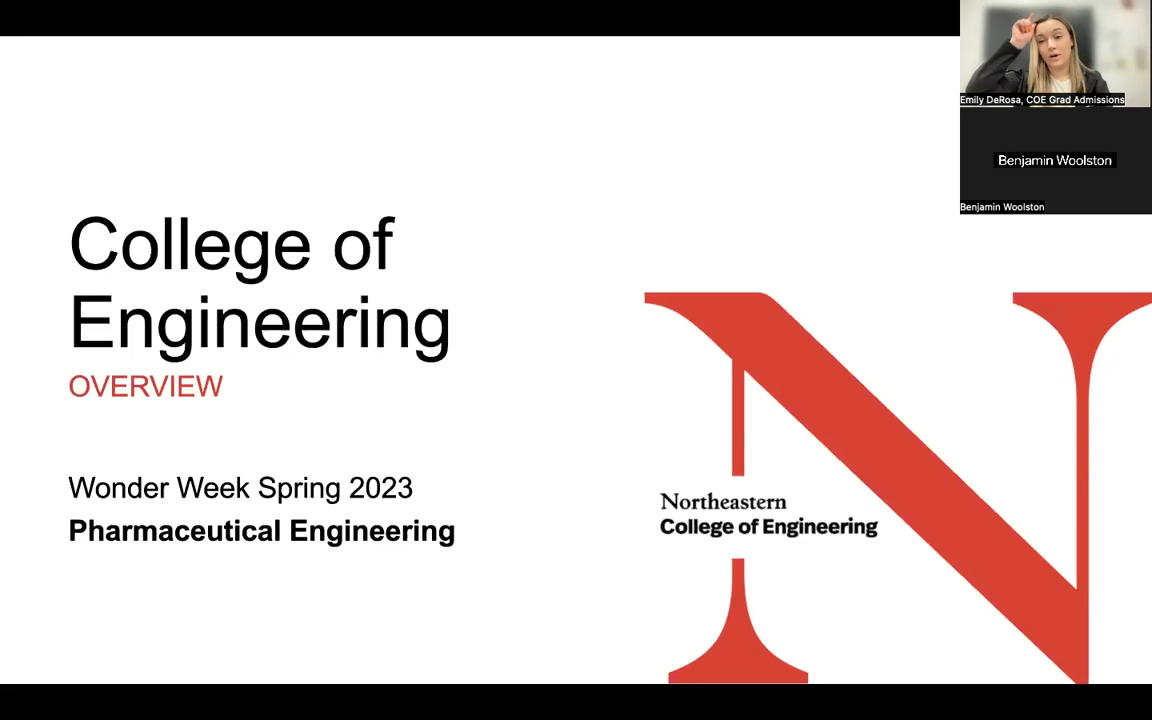 Emily DeRosa, COE Grad Admissions
Benjamin Woolston
Benjamin Woolston
College of
Engineering
OVERVIEW
Wonder Week Spring 2023
Pharmaceutical Engineering
Northeastern
College of Engineering